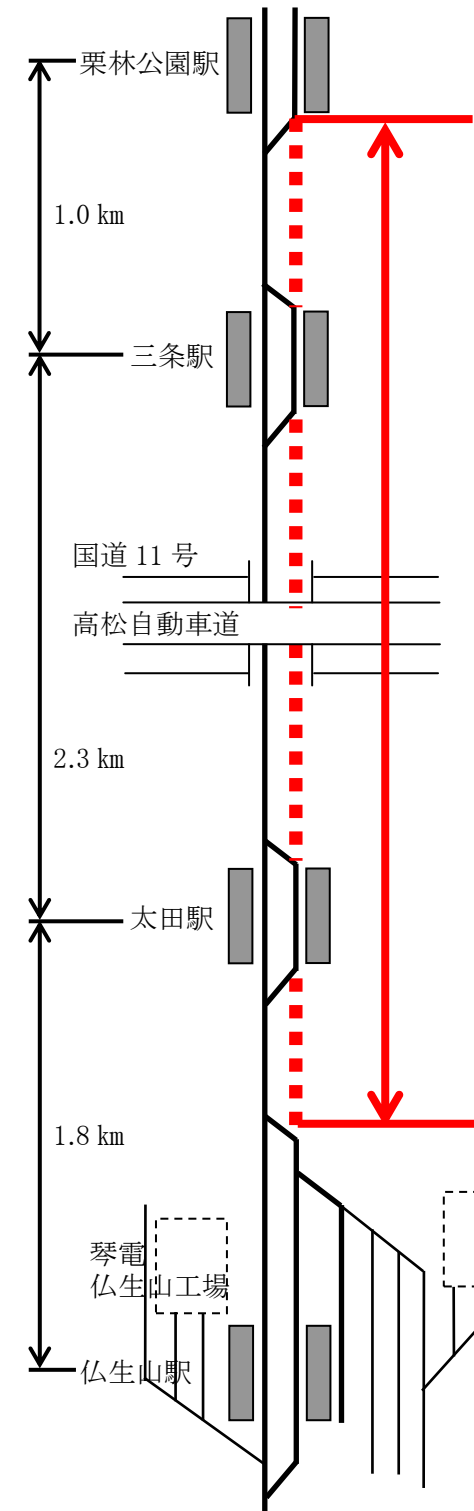 栗林公園駅
1.0 km
三条駅
国道 11 号
高松自動車道
2.3 km
太田駅
1.8 km
琴電
仏生山工場
仏生山駅